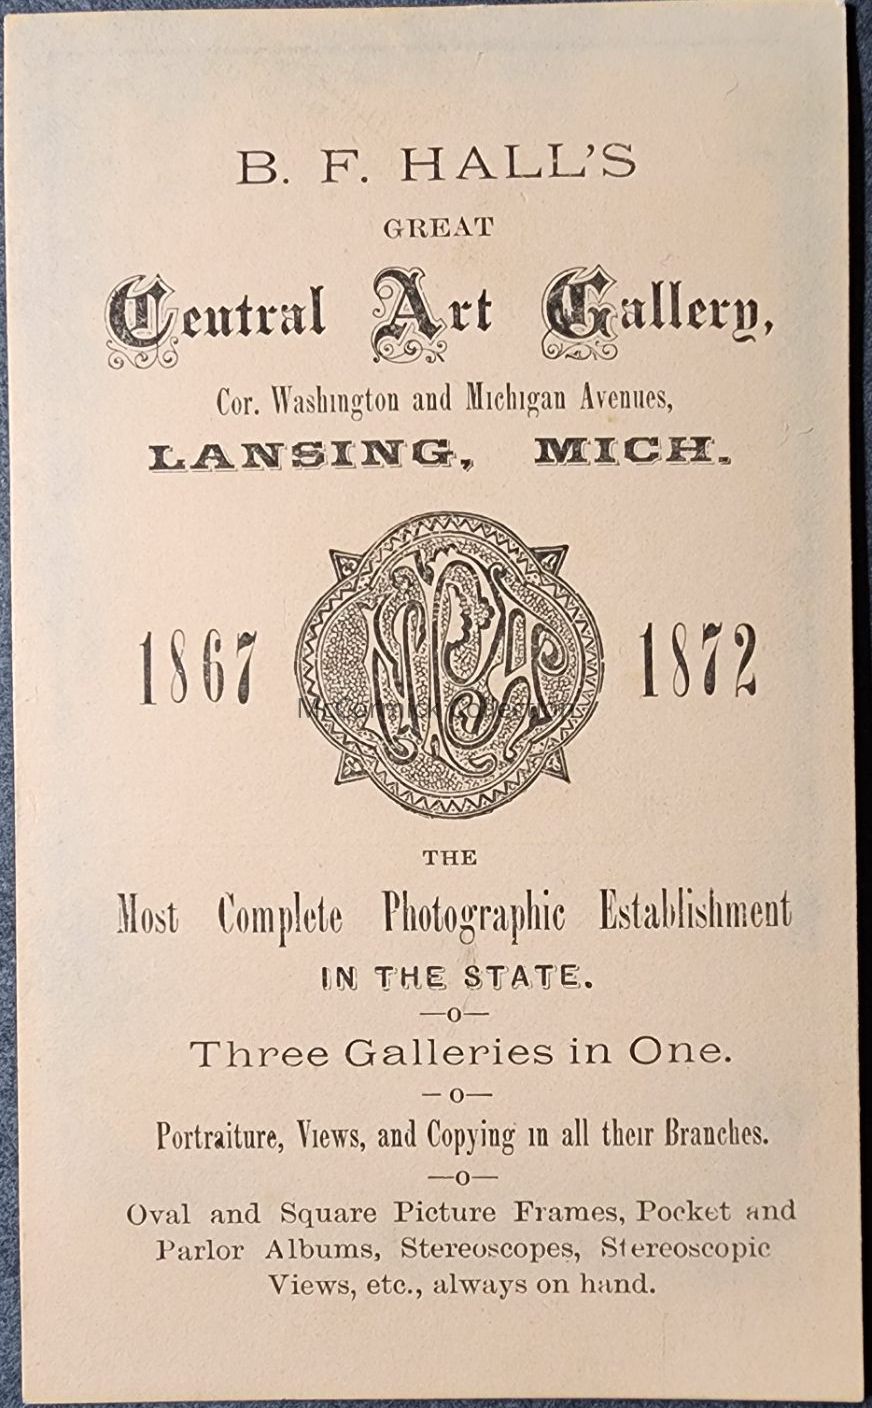 B. F. HALL'S
GREAT
Central Art Gallery,
Cor. Washington and Michigan Avenues,
LANSING, MICH.
1867 NPA 1872
THE
Most Complete Photographic Establishment
IN THE STATE.
—o—
Three Galleries in One.
—o—
Portraiture, Views, and Copying in all their Branches.
—o—
Oval and Square Picture Frames, Pocket and
Parlor Albums, Stereoscopes, Stereoscopic
Views, etc., always on hand.